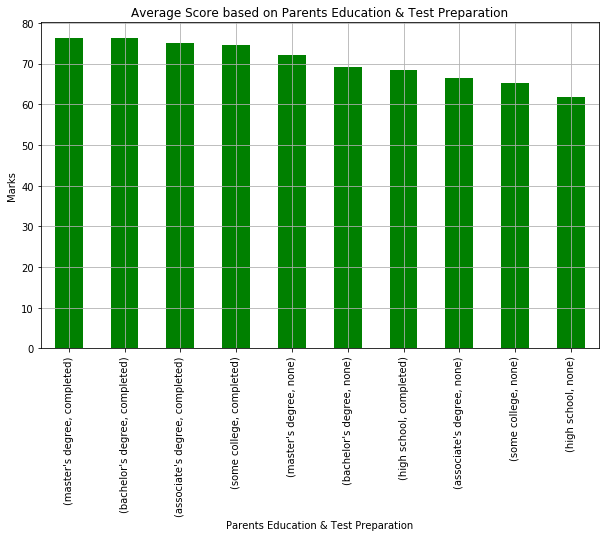 Average Score based on Parents Education & Test Preparation
80
70
60
50
40
30
20
10
0
Marks
(master's degree, completed)
(bachelor's degree, completed)
(associate's degree, completed)
(some college, completed)
(master's degree, none)
(bachelor's degree, none)
(high school, completed)
(associate's degree, none)
(some college, none)
(high school, none)
Parents Education & Test Preparation